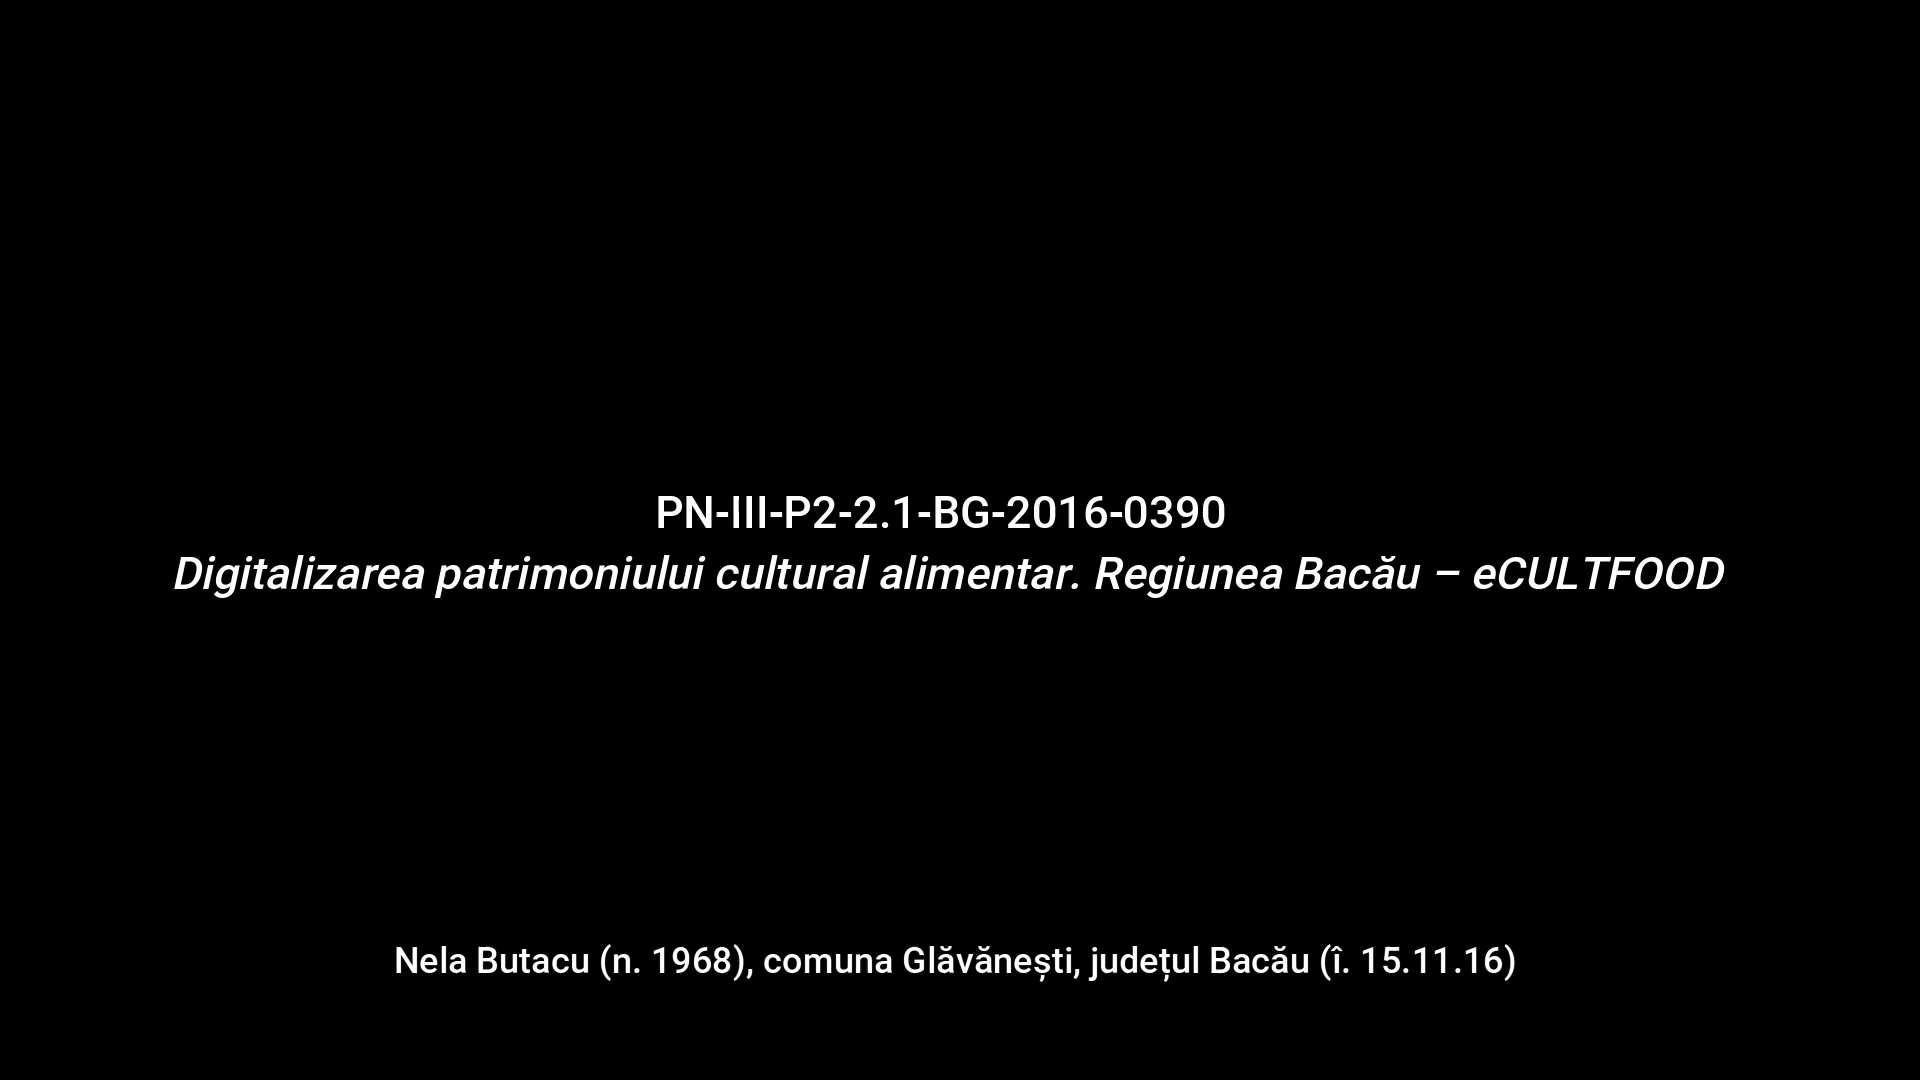 PN-III-P2-2.1-BG-2016-0390
Digitalizarea patrimoniului cultural alimentar. Regiunea Bacău – eCULTFOOD
Nela Butacu (n. 1968), comuna Glăvănești, județul Bacău (î. 15.11.16)